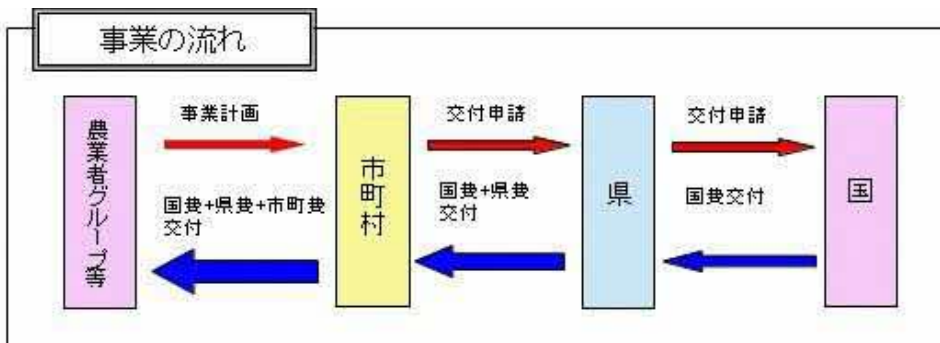 事業の流れ
農業者グループ等
事業計画
国費+県費+市町費
交付
市町村
交付申請
国費+県費
交付
県
交付申請
国費交付
国